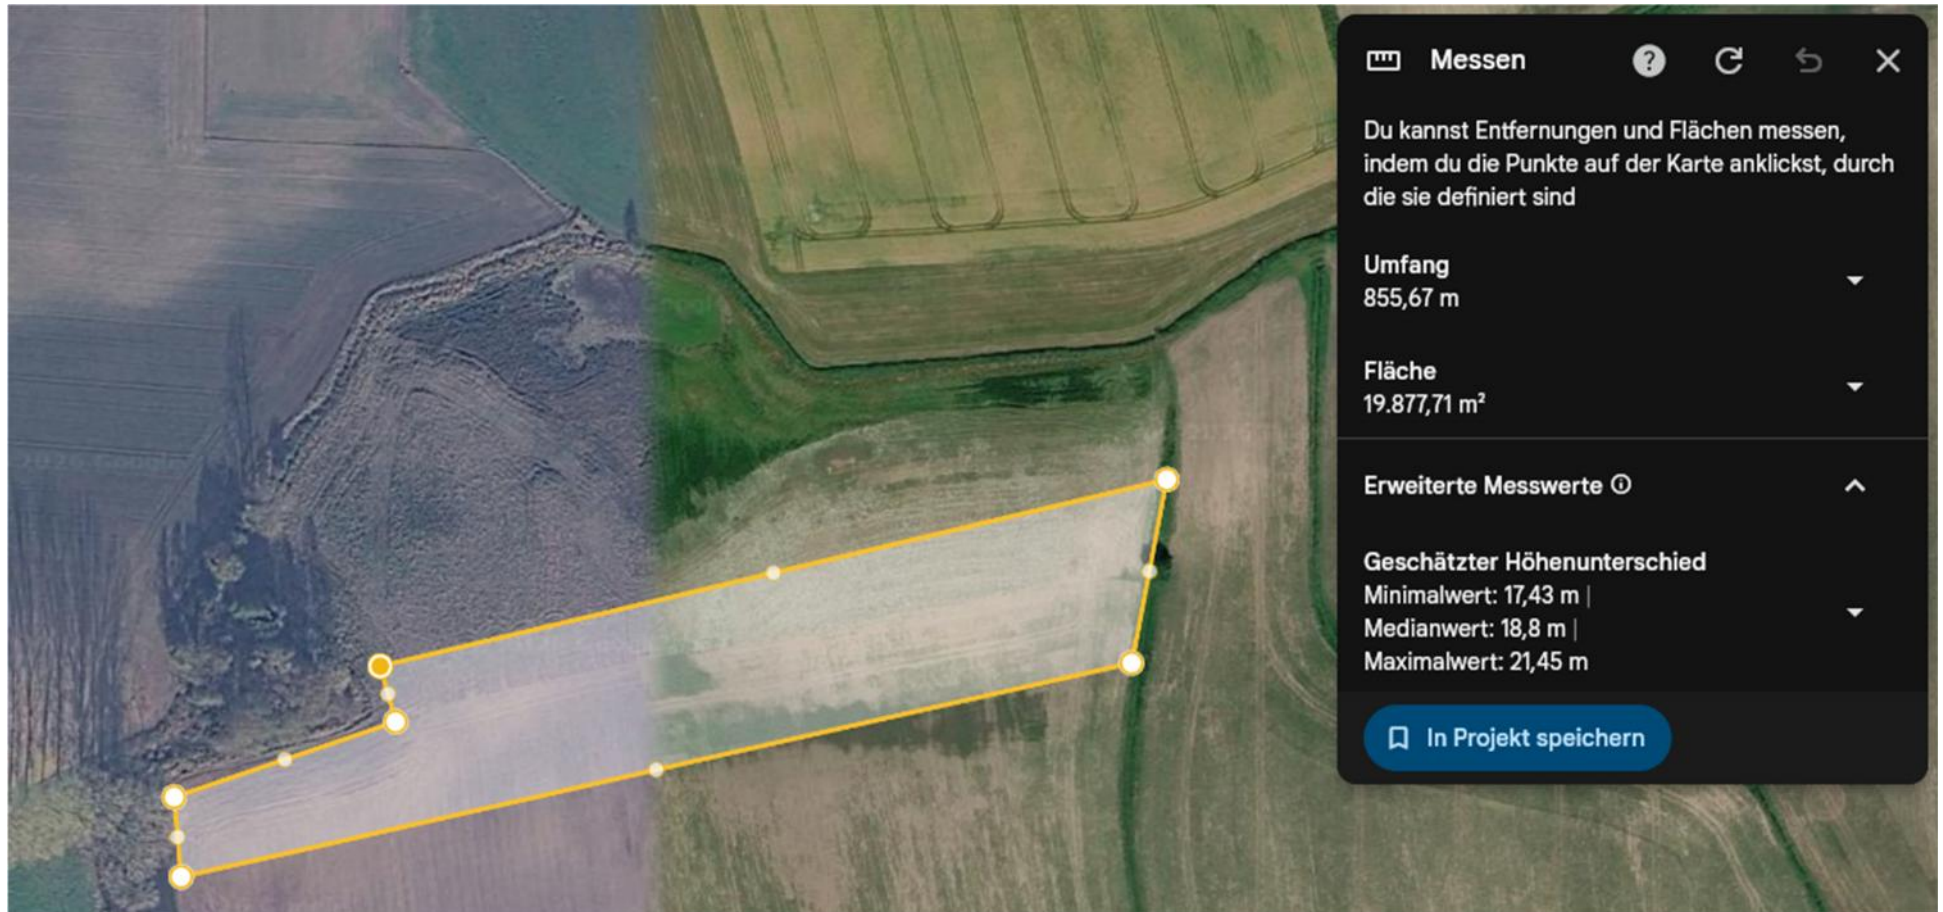 Messen
Du kannst Entfernungen und Flächen messen,
indem du die Punkte auf der Karte anklickst, durch
die sie definiert sind
Umfang
855,67 m
Fläche
19.877,71 m²
Erweiterte Messwerte
Geschätzter Höhenunterschied
Minimalwert: 17,43 m |
Medianwert: 18,8 m |
Maximalwert: 21,45 m
In Projekt speichern